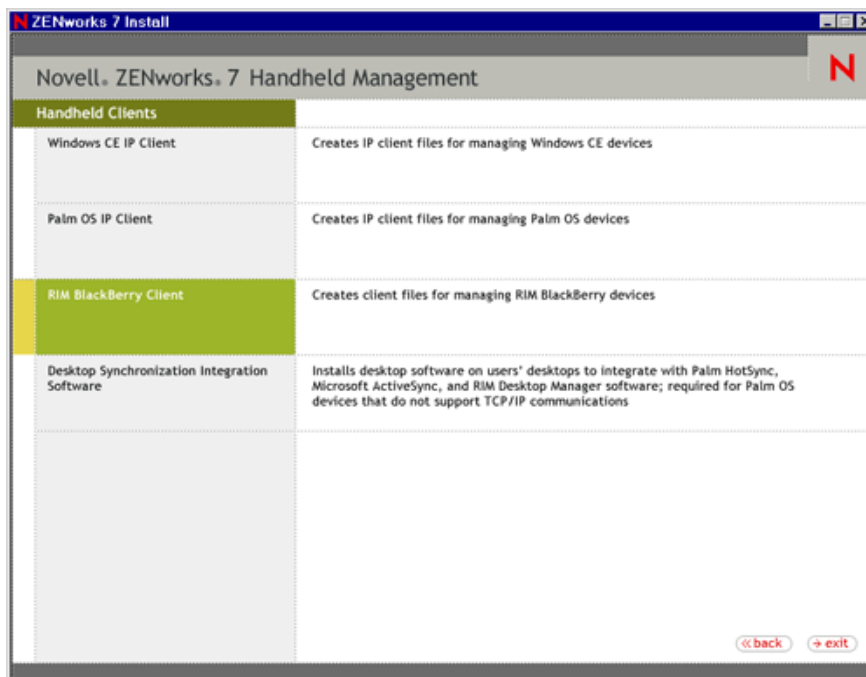 ZENworks 7 Install
Novell® ZENworks® 7 Handheld Management
N
Handheld Clients
Windows CE IP Client
Creates IP client files for managing Windows CE devices
Palm OS IP Client
Creates IP client files for managing Palm OS devices
RIM BlackBerry Client
Creates client files for managing RIM BlackBerry devices
Desktop Synchronization Integration
Software
Installs desktop software on users' desktops to integrate with Palm HotSync,
Microsoft ActiveSync, and RIM Desktop Manager software; required for Palm OS
devices that do not support TCP/IP communications
«back
→ exit